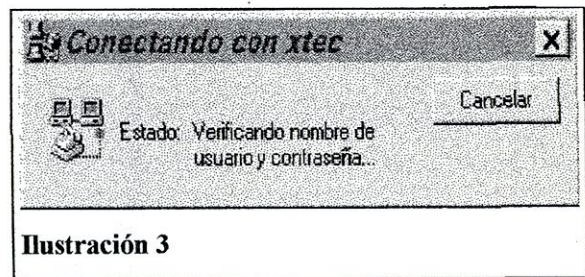 Conectando con xtec
Cancelar
Estado: Verificando nombre de
usuario y contraseña...
Ilustración 3